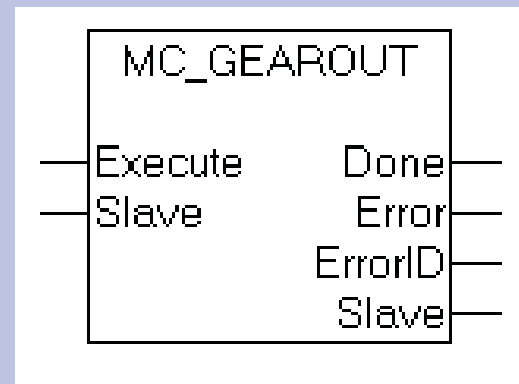 MC_GEAROUT
Execute Done
Slave Error
ErrorID
Slave